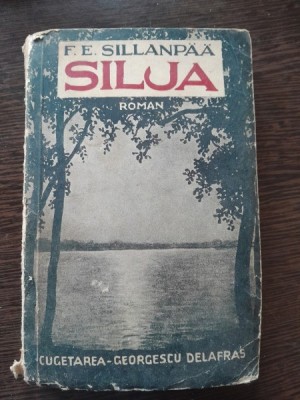 F. E. SILLANPÄÄ
SILJA
ROMAN
CUGETAREA-GEORGESCU DELAFRAS